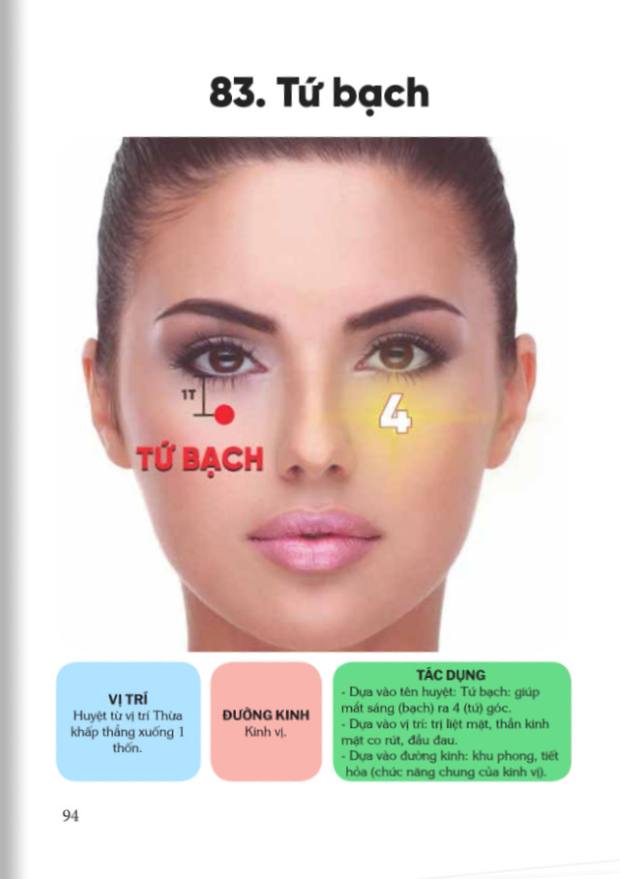 83. Tứ bạch
1T
4
TỨ BẠCH
VỊ TRÍ
Huyệt từ vị trí Thừa
khấp thẳng xuống 1
thốn.
ĐƯỜNG KINH
Kinh vị.
TÁC DỤNG
- Dựa vào tên huyệt: Tứ bạch: giúp
mắt sáng (bạch) ra 4 (tứ) góc.
- Dựa vào vị trí: trị liệt mặt, thần kinh
mặt co rút, đầu đau.
- Dựa vào đường kinh: khu phong, tiết
hỏa (chức năng chung của kinh vị).
94